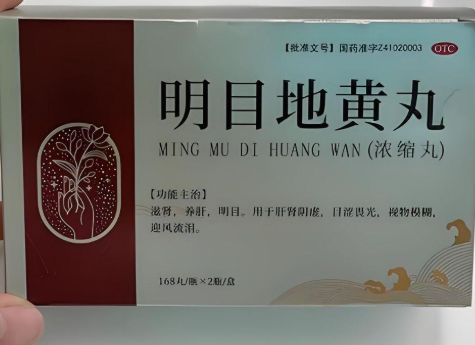 【批准文号】国药准字Z41020003 OTC
明目地黄丸
MING MU DI HUANG WAN (浓缩丸)
【功能主治】
滋肾，养肝，明目。用于肝肾阴虚，目涩畏光，视物模糊，
迎风流泪。
168丸/瓶×2瓶/盒